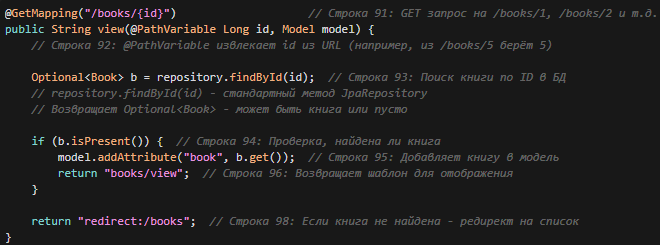 @GetMapping("/books/{id}") // Строка 91: GET запрос на /books/1, /books/2 и т.д.
public String view(@PathVariable Long id, Model model) {
// Строка 92: @PathVariable извлекает id из URL (например, из /books/5 берёт 5)
Optional<Book> b = repository.findById(id); // Строка 93: Поиск книги по ID в БД
// repository.findById(id) - стандартный метод JpaRepository
// Возвращает Optional<Book> - может быть книга или пусто
if (b.isPresent()) { // Строка 94: Проверка, найдена ли книга
model.addAttribute("book", b.get()); // Строка 95: Добавляет книгу в модель
return "books/view"; // Строка 96: Возвращает шаблон для отображения
}
return "redirect:/books"; // Строка 98: Если книга не найдена - редирект на список
}